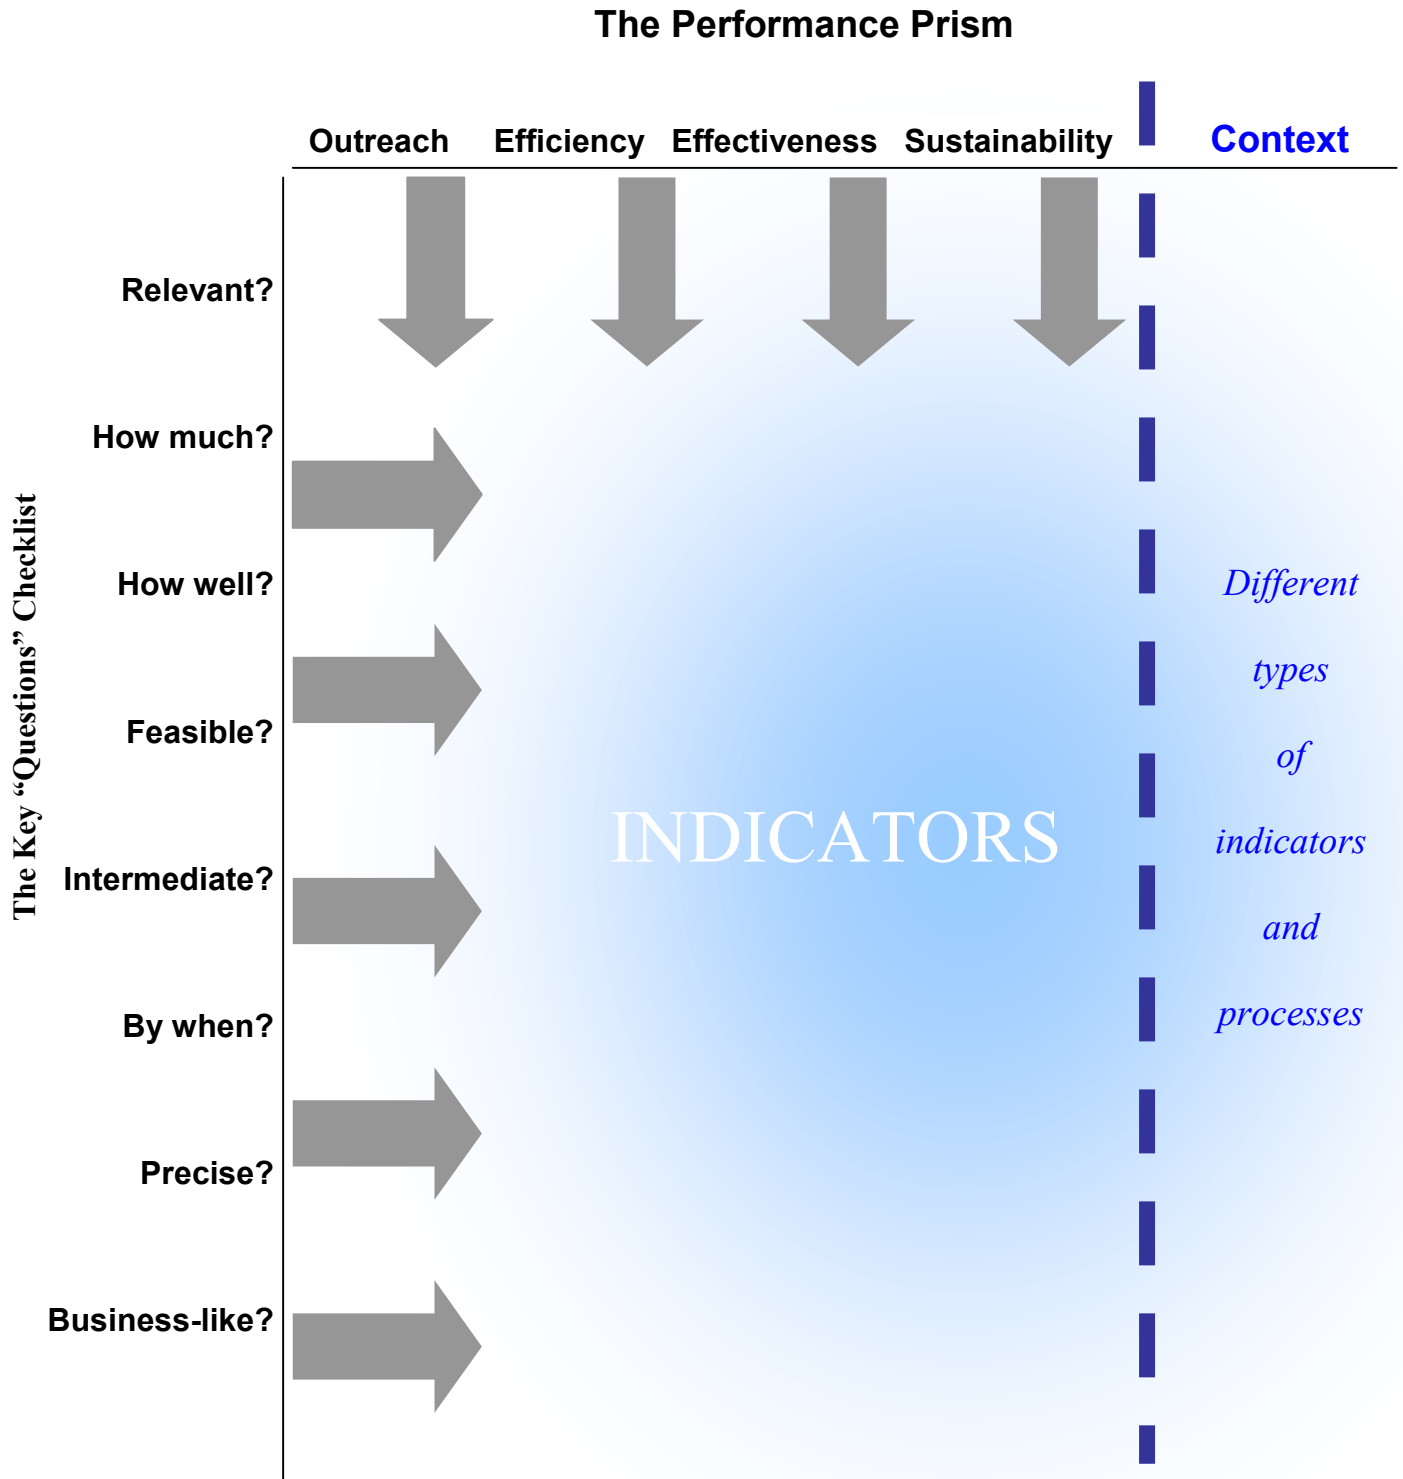 The Performance Prism
Outreach Efficiency Effectiveness Sustainability Context
The Key “Questions” Checklist
Relevant?
How much?
How well?
Feasible?
Intermediate?
By when?
Precise?
Business-like?
INDICATORS
Different
types
of
indicators
and
processes